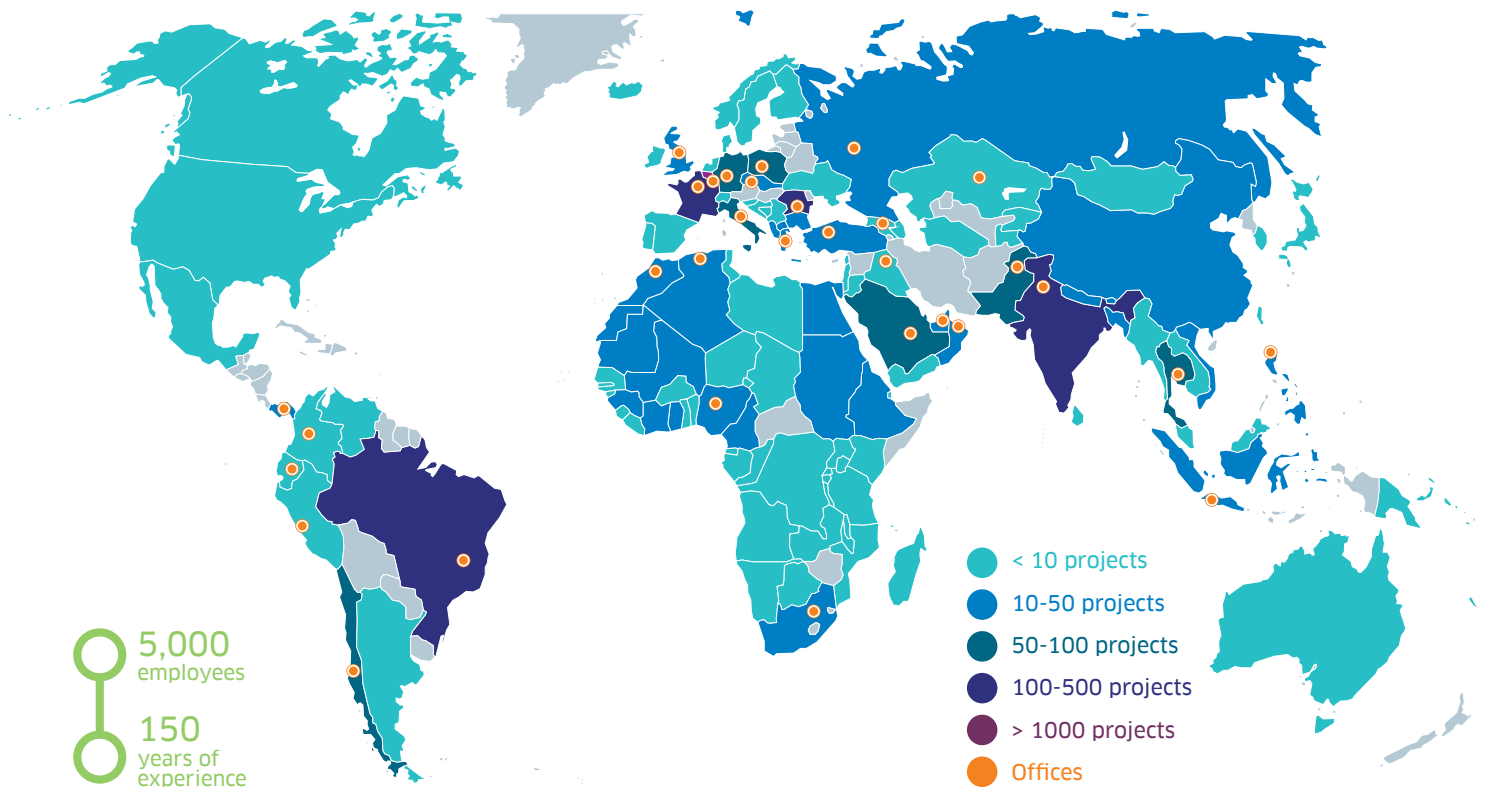 5,000
employees
150
years of
experience
< 10 projects
10-50 projects
50-100 projects
100-500 projects
> 1000 projects
Offices